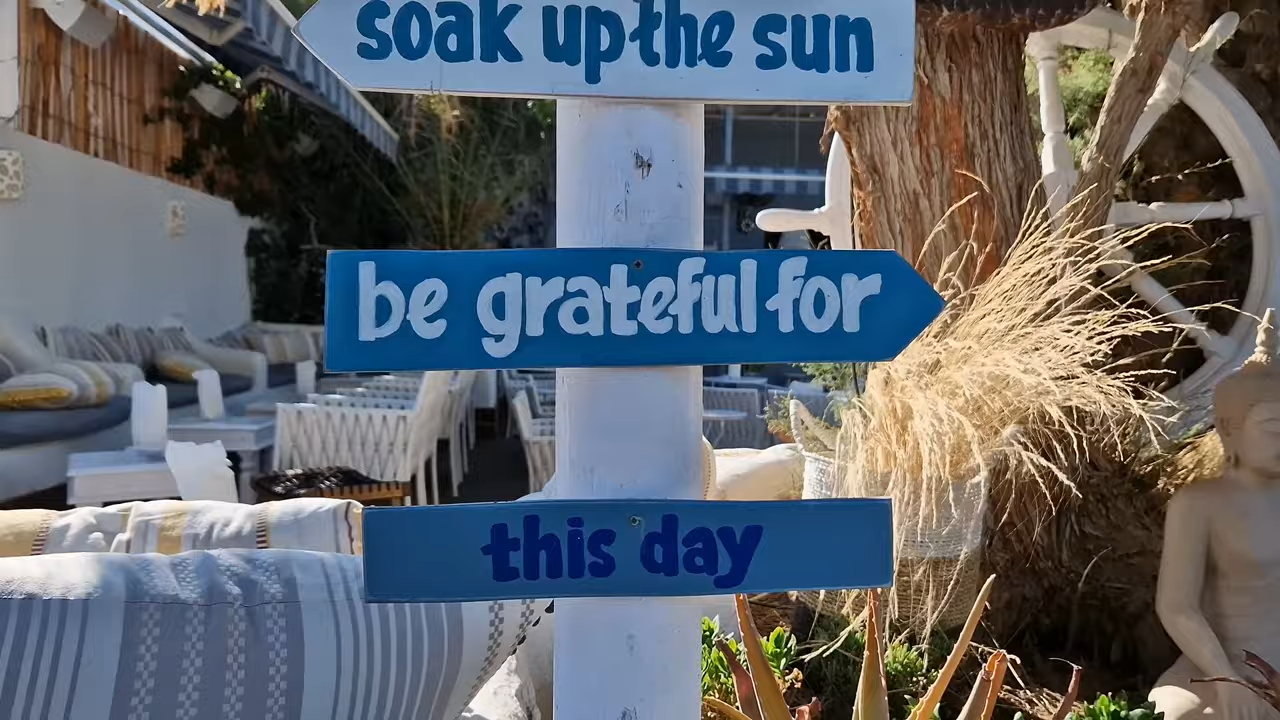 soak up the sun
be grateful for
this day